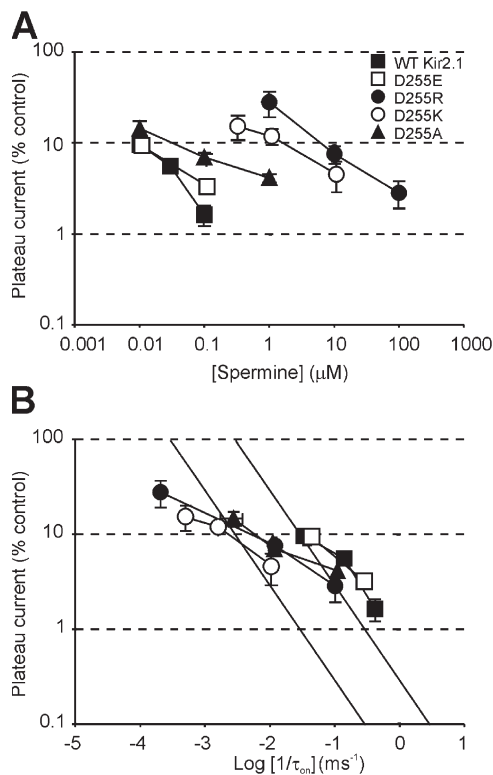 A
Plateau current (% control)
100
10
1
0.1
0.001 0.01 0.1 1 10 100 1000
[Spermine] (μM)
WT Kir2.1
D255E
D255R
D255K
D255A
B
Plateau current (% control)
100
10
1
0.1
-5 -4 -3 -2 -1 0 1
Log [1/τon] (ms-1)